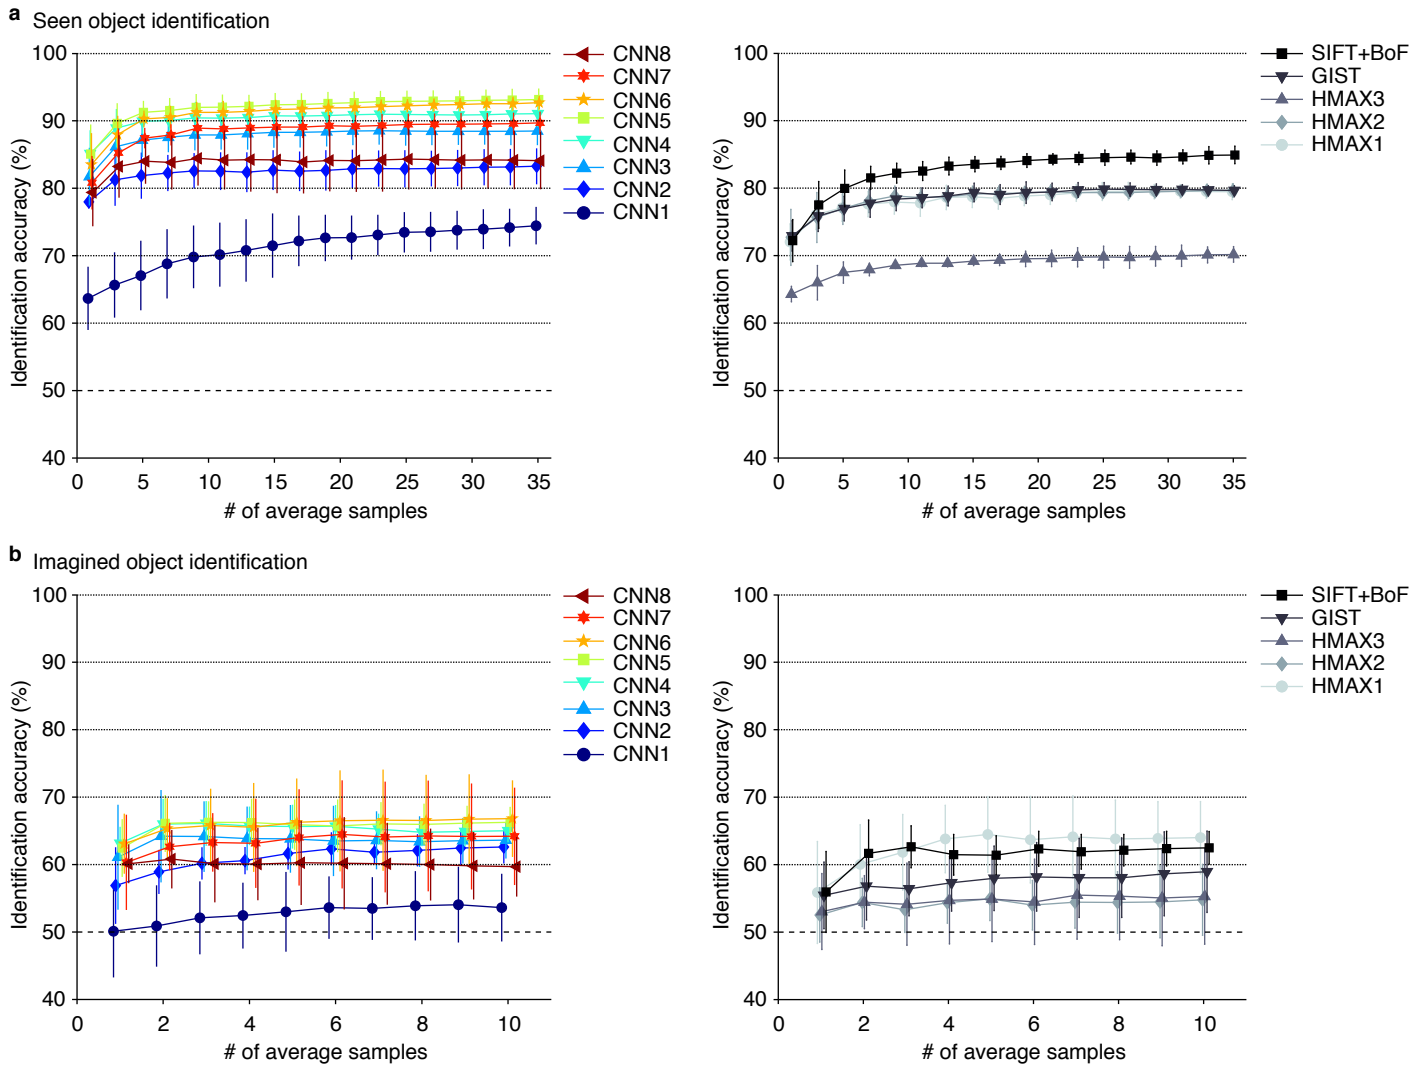 a Seen object identification
100
90
80
70
60
50
40
0 5 10 15 20 25 30 35
Identification accuracy (%)
# of average samples
CNN8
CNN7
CNN6
CNN5
CNN4
CNN3
CNN2
CNN1
100
90
80
70
60
50
40
0 5 10 15 20 25 30 35
Identification accuracy (%)
# of average samples
SIFT+BoF
GIST
HMAX3
HMAX2
HMAX1
b Imagined object identification
100
90
80
70
60
50
40
0 2 4 6 8 10
Identification accuracy (%)
# of average samples
CNN8
CNN7
CNN6
CNN5
CNN4
CNN3
CNN2
CNN1
100
90
80
70
60
50
40
0 2 4 6 8 10
Identification accuracy (%)
# of average samples
SIFT+BoF
GIST
HMAX3
HMAX2
HMAX1